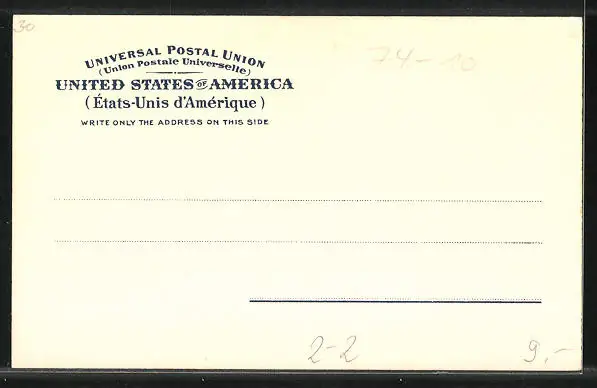 30
74-10
UNIVERSAL POSTAL UNION
(Union Postale Universelle)
UNITED STATES OF AMERICA
(États-Unis d'Amérique)
WRITE ONLY THE ADDRESS ON THIS SIDE
2-2
9.-